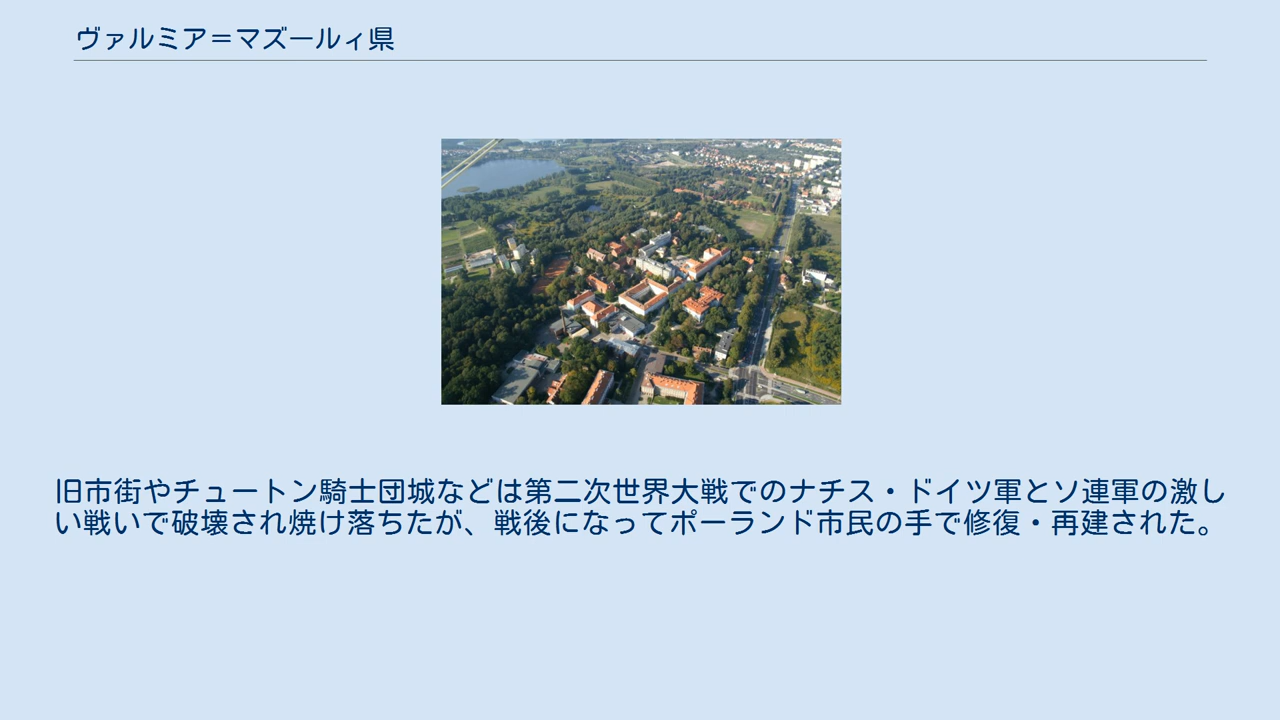 ヴァルミア＝マズールィ県
旧市街やチュートン騎士団城などは第二次世界大戦でのナチス・ドイツ軍とソ連軍の激し
い戦いで破壊され焼け落ちたが、戦後になってポーランド市民の手で修復・再建された。